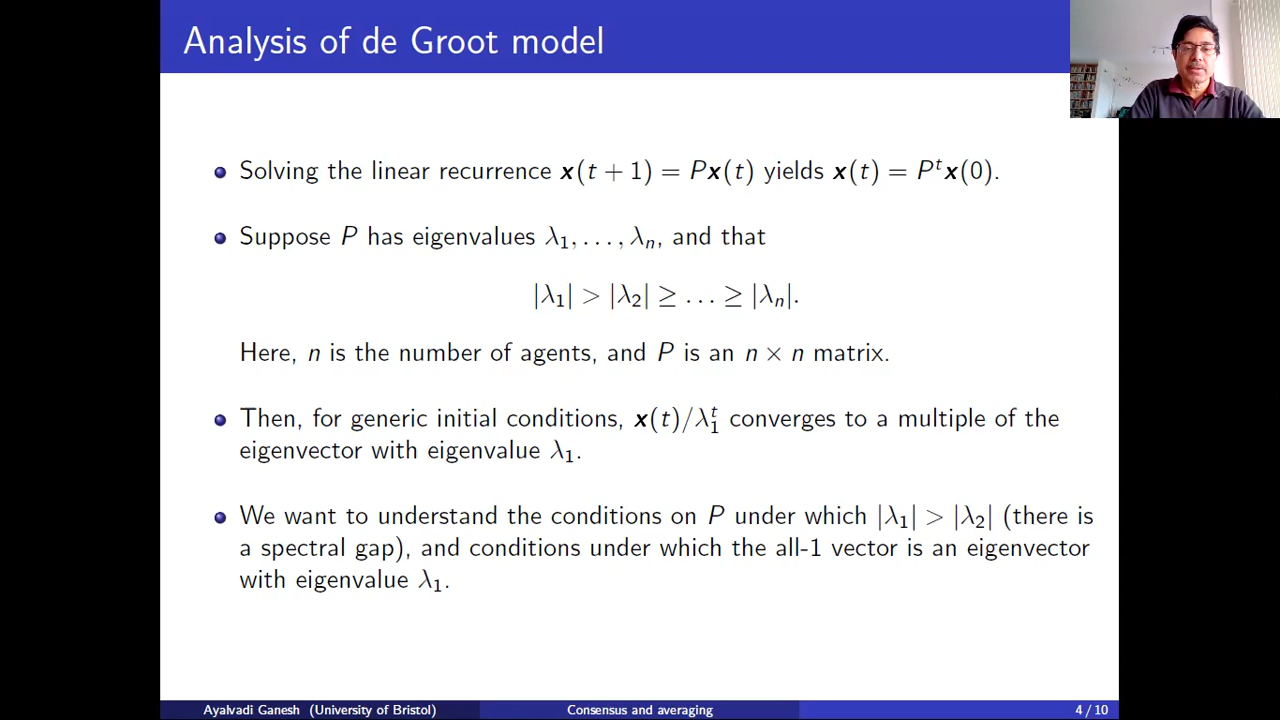 Analysis of de Groot model
Solving the linear recurrence x(t + 1) = Px(t) yields x(t) = Pᵗx(0).
Suppose P has eigenvalues λ₁, . . . , λₙ, and that
|λ₁| > |λ₂| ≥ . . . ≥ |λₙ|.
Here, n is the number of agents, and P is an n × n matrix.
Then, for generic initial conditions, x(t)/λ₁ᵗ converges to a multiple of the
eigenvector with eigenvalue λ₁.
We want to understand the conditions on P under which |λ₁| > |λ₂| (there is
a spectral gap), and conditions under which the all-1 vector is an eigenvector
with eigenvalue λ₁.
Ayalvadi Ganesh (University of Bristol) Consensus and averaging 4 / 10